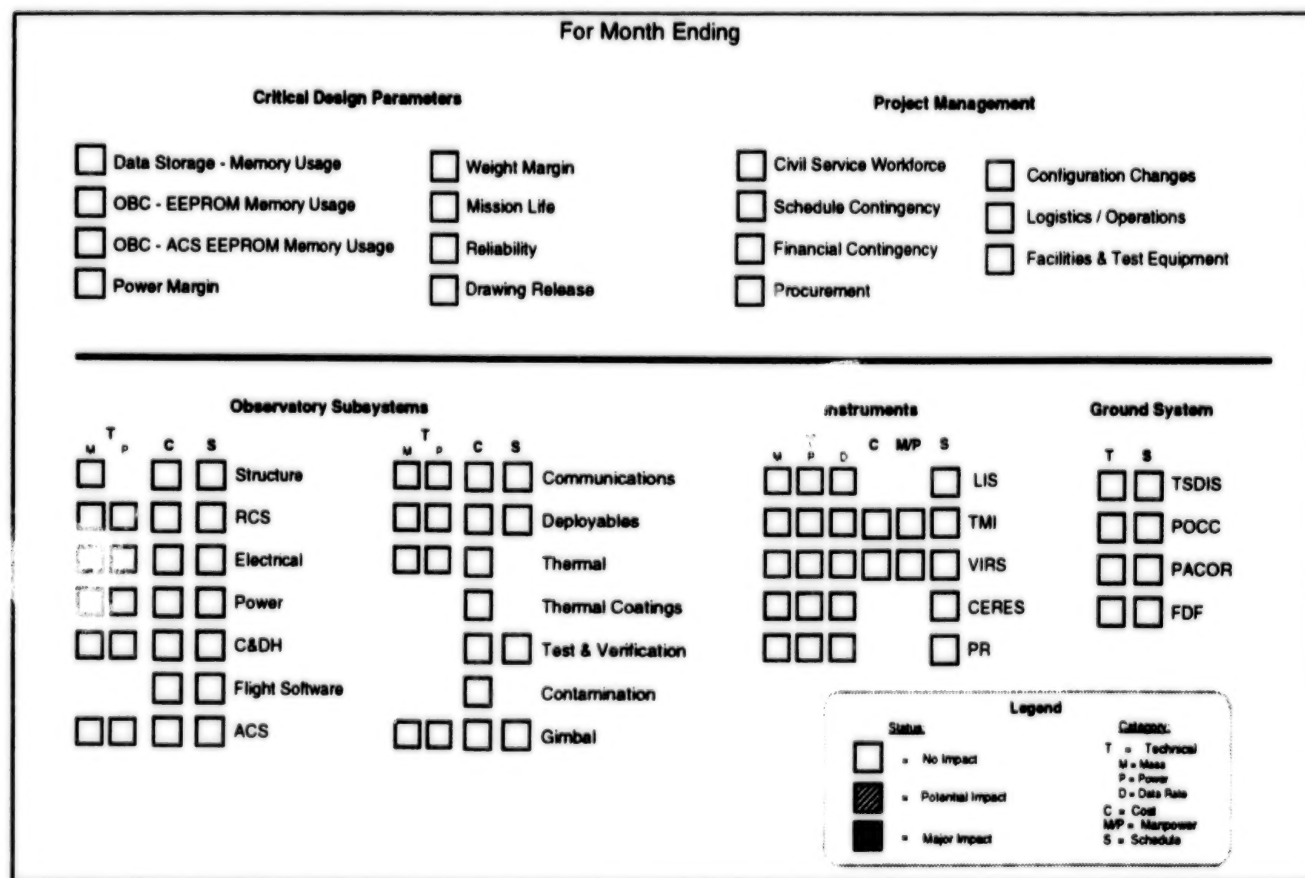 For Month Ending
Critical Design Parameters
Data Storage - Memory Usage
OBC - EEPROM Memory Usage
OBC - ACS EEPROM Memory Usage
Power Margin
Weight Margin
Mission Life
Reliability
Drawing Release
Project Management
Civil Service Workforce
Schedule Contingency
Financial Contingency
Procurement
Configuration Changes
Logistics / Operations
Facilities & Test Equipment
Observatory Subsystems
T
M P C S
Structure
RCS
Electrical
Power
C&DH
Flight Software
ACS
T
M P C S
Communications
Deployables
Thermal
Thermal Coatings
Test & Verification
Contamination
Gimbal
Instruments
T
M P D C M/P S
LIS
TMI
VIRS
CERES
PR
Ground System
T S
TSDIS
POCC
PACOR
FDF
Legend
Status:
= No Impact
= Potential Impact
= Major Impact
Category:
T = Technical
M = Mass
P = Power
D = Data Rate
C = Cost
M/P = Manpower
S = Schedule